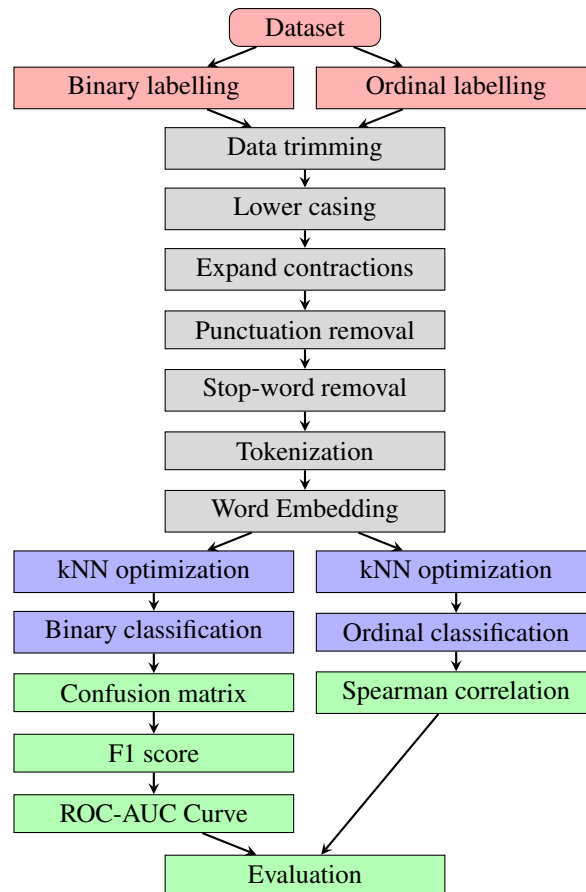 Dataset
Binary labelling
Ordinal labelling
Data trimming
Lower casing
Expand contractions
Punctuation removal
Stop-word removal
Tokenization
Word Embedding
kNN optimization
kNN optimization
Binary classification
Ordinal classification
Confusion matrix
Spearman correlation
F1 score
ROC-AUC Curve
Evaluation